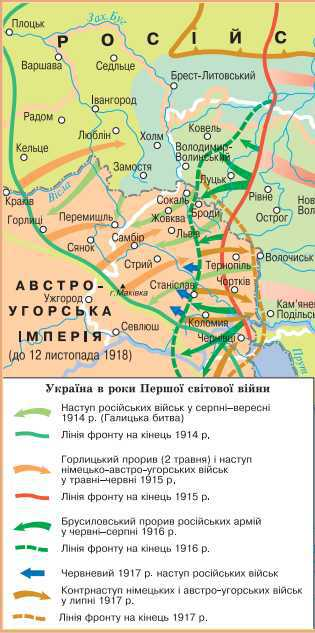 Плоцьк
Зах. Буг
РОСІЙС
Варшава
Седльце
Брест-Литовський
Івангород
Радом
Люблін
Холм
Ковель
Володимир-
Волинський
Кельце
Замостя
Луцьк
Рівне
Вісла
Краків
Сокаль
Острог
Горлиці
Перемишль
Жовква
Броди
Самбір
Львів
Сянок
Стрий
Тернопіль
Волочиськ
АВСТРО-
УГОРСЬКА
ІМПЕРІЯ
(до 12 листопада 1918)
г. Маківка
Станіслав
Чортків
Ужгород
Кам'яне
Подільсь
Севлюш
Коломия
Чернівці
Прут
Україна в роки Першої світової війни
Наступ російських військ у серпні–вересні
1914 р. (Галицька битва)
Лінія фронту на кінець 1914 р.
Горлицький прорив (2 травня) і наступ
німецько-австро-угорських військ
у травні–червні 1915 р.
Лінія фронту на кінець 1915 р.
Брусиловський прорив російських армій
у червні–серпні 1916 р.
Лінія фронту на кінець 1916 р.
Червневий 1917 р. наступ російських військ
Контрнаступ німецьких і австро-угорських військ
у липні 1917 р.
Лінія фронту на кінець 1917 р.